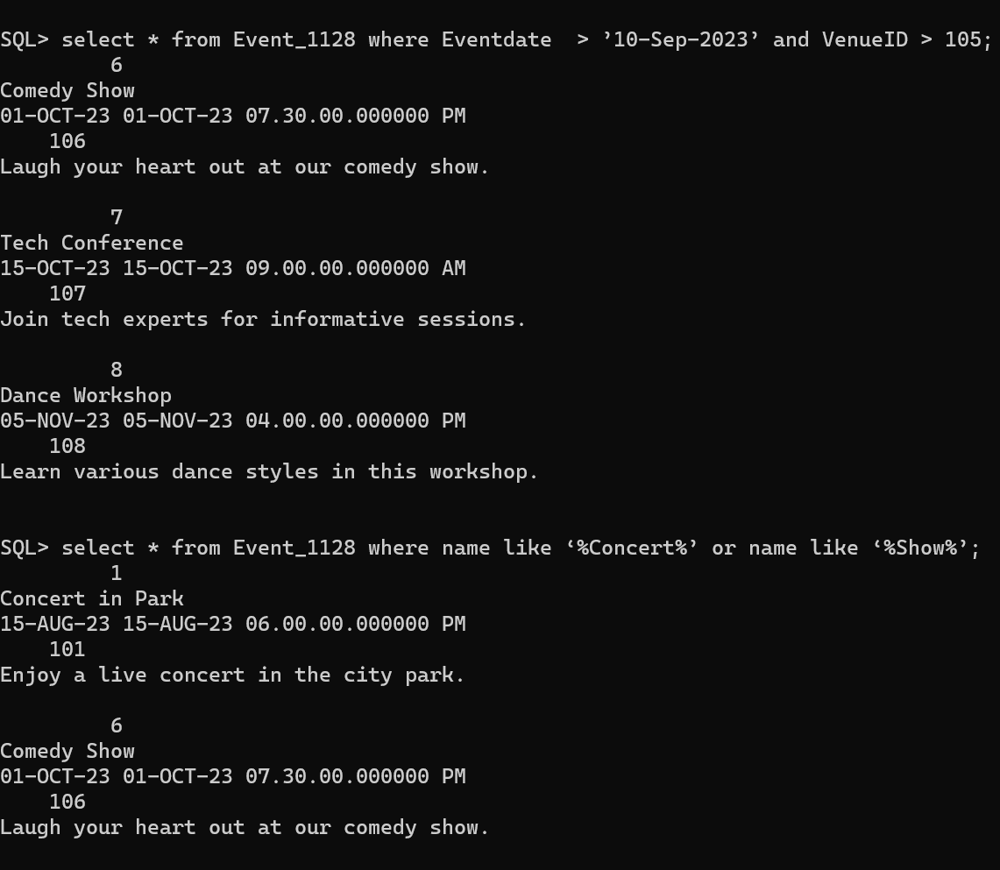 SQL> select * from Event_1128 where Eventdate  > ’10-Sep-2023’ and VenueID > 105;
         6
Comedy Show
01-OCT-23 01-OCT-23 07.30.00.000000 PM
    106
Laugh your heart out at our comedy show.

         7
Tech Conference
15-OCT-23 15-OCT-23 09.00.00.000000 AM
    107
Join tech experts for informative sessions.

         8
Dance Workshop
05-NOV-23 05-NOV-23 04.00.00.000000 PM
    108
Learn various dance styles in this workshop.

SQL> select * from Event_1128 where name like ‘%Concert%’ or name like ‘%Show%’;
         1
Concert in Park
15-AUG-23 15-AUG-23 06.00.00.000000 PM
    101
Enjoy a live concert in the city park.

         6
Comedy Show
01-OCT-23 01-OCT-23 07.30.00.000000 PM
    106
Laugh your heart out at our comedy show.